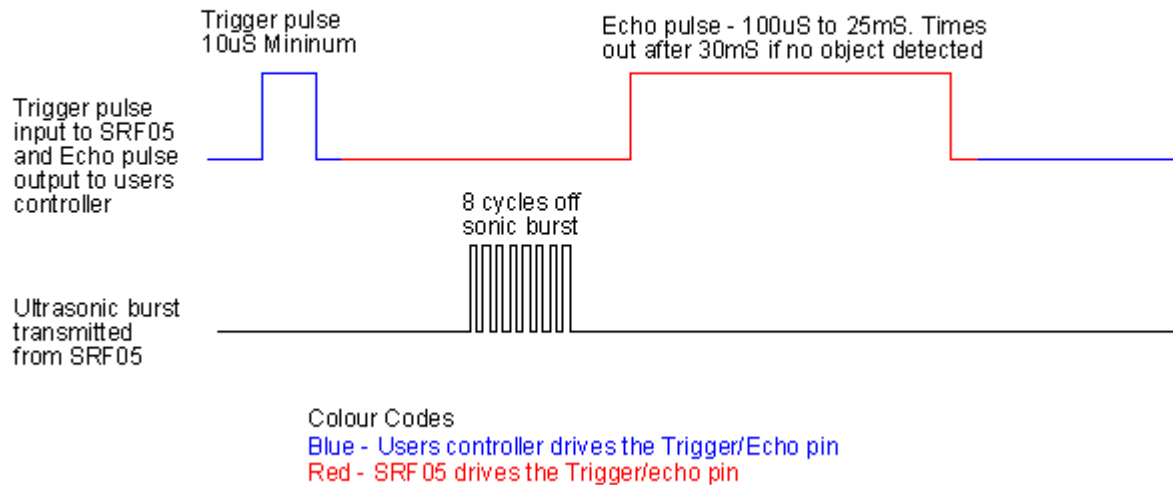 Trigger pulse
10uS Mininum
Echo pulse - 100uS to 25mS. Times
out after 30mS if no object detected
Trigger pulse
input to SRF05
and Echo pulse
output to users
controller
8 cycles off
sonic burst
Ultrasonic burst
transmitted
from SRF05
Colour Codes
Blue - Users controller drives the Trigger/Echo pin
Red - SRF05 drives the Trigger/echo pin